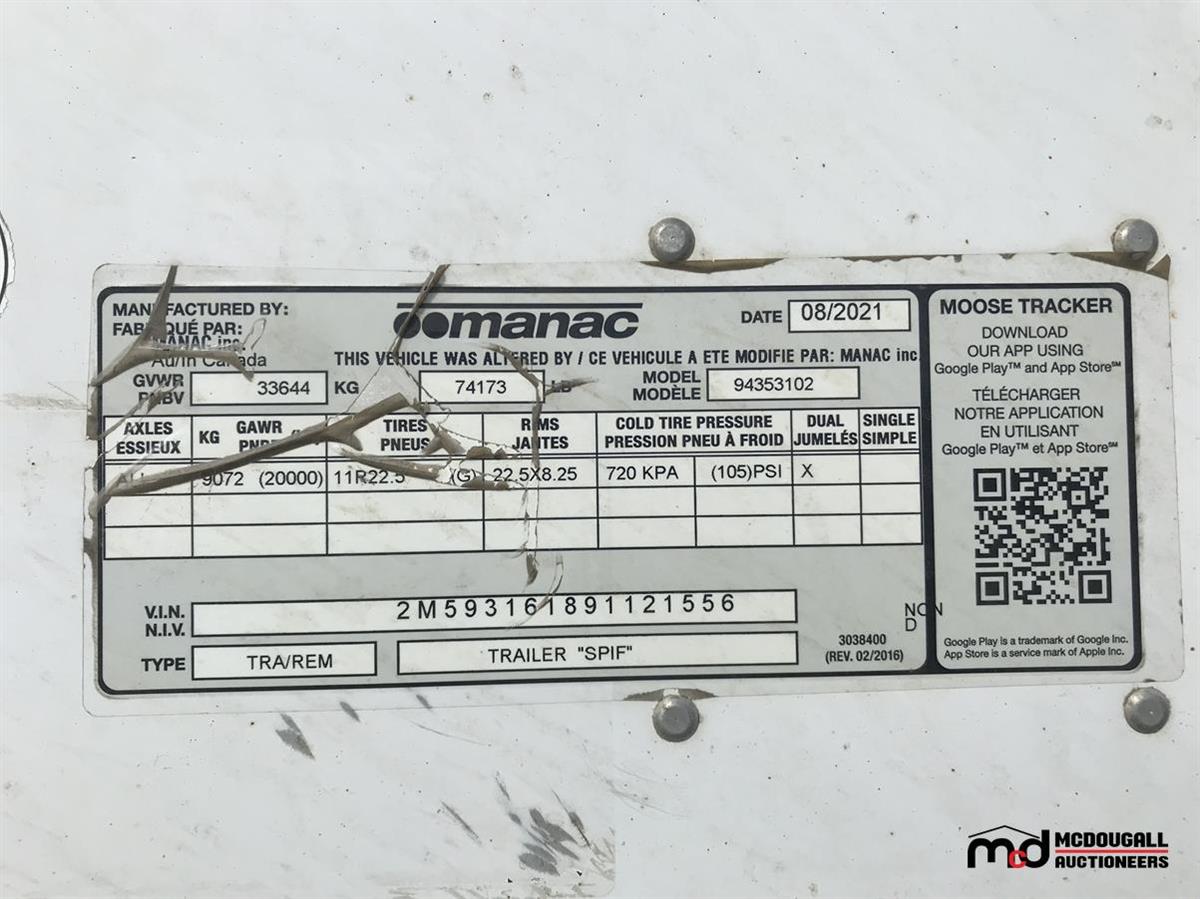 MANUFACTURED BY:
FABRIQUÉ PAR:
MANAC inc.
Au/In Canada
manac
DATE 08/2021
THIS VEHICLE WAS ALTERED BY / CE VEHICULE A ETE MODIFIE PAR: MANAC inc.
GVWR
PNBV
33644 KG 74173 LB
MODEL
MODÈLE
94353102
AXLES
ESSIEUX
KG GAWR
TIRES
PNEUS
RIMS
JANTES
COLD TIRE PRESSURE
PRESSION PNEU À FROID
DUAL
JUMELÉS
SINGLE
SIMPLE
9072 (20000) 11R22.5 (G) 22.5X8.25 720 KPA (105)PSI X
V.I.N.
N.I.V.
2M593161891121556
TYPE TRA/REM TRAILER "SPIF"
NON
D
3038400
(REV. 02/2016)
MOOSE TRACKER
DOWNLOAD
OUR APP USING
Google Play™ and App Store℠
TÉLÉCHARGER
NOTRE APPLICATION
EN UTILISANT
Google Play™ et App Store℠
Google Play is a trademark of Google Inc.
App Store is a service mark of Apple Inc.
mcd MCDOUGALL
AUCTIONEERS